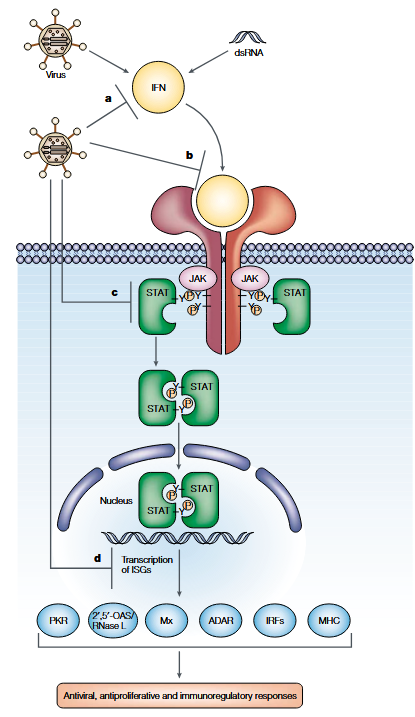 Virus
dsRNA
IFN
a
b
JAK
JAK
c
STAT
Y
P
Y
Y
P
Y
P
Y
Y
P
STAT
Y
STAT
P
P
STAT
Y
Nucleus
Y
STAT
P
P
STAT
Y
d
Transcription
of ISGs
PKR
2′,5′-OAS/
RNase L
Mx
ADAR
IRFs
MHC
Antiviral, antiproliferative and immunoregulatory responses